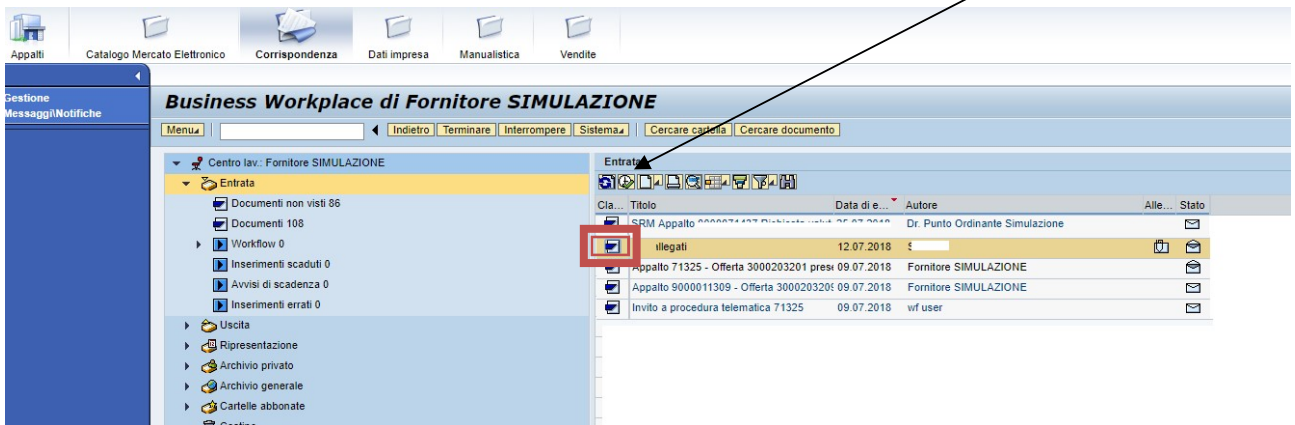 Appalti Catalogo Mercato Elettronico Corrispondenza Dati impresa Manualistica Vendite
Gestione
Messaggi\Notifiche
Business Workplace di Fornitore SIMULAZIONE
Menu Indietro Terminare Interrompere Sistema Cercare cartella Cercare documento
Centro lav.: Fornitore SIMULAZIONE
Entrata
Documenti non visti 86
Documenti 108
Workflow 0
Inserimenti scaduti 0
Avvisi di scadenza 0
Inserimenti errati 0
Uscita
Ripresentazione
Archivio privato
Archivio generale
Cartelle abbonate
Entrata
Cla... Titolo Data di e... Autore Alle... Stato
SRM Appalto Dr. Punto Ordinante Simulazione
llegati 12.07.2018
Appalto 71325 - Offerta 3000203201 prese 09.07.2018 Fornitore SIMULAZIONE
Appalto 9000011309 - Offerta 3000203209 09.07.2018 Fornitore SIMULAZIONE
Invito a procedura telematica 71325 09.07.2018 wf user